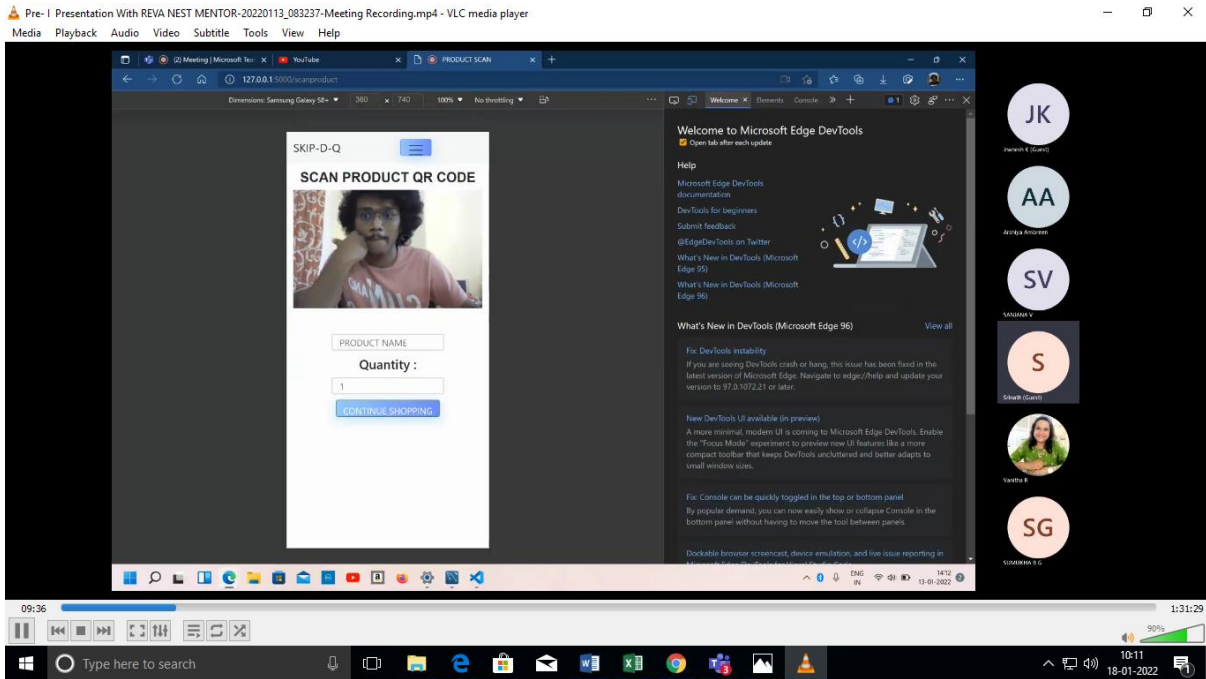 Pre- I Presentation With REVA NEST MENTOR-20220113_083237-Meeting Recording.mp4 - VLC media player
Media Playback Audio Video Subtitle Tools View Help
(2) Meeting | Microsoft Tea
YouTube
PRODUCT SCAN
127.0.0.1:5000/scanproduct
Dimensions: Samsung Galaxy S8+ 360 x 740 100% No throttling
Welcome Elements Console
1
SKIP-D-Q
SCAN PRODUCT QR CODE
PRODUCT NAME
Quantity :
1
CONTINUE SHOPPING
Welcome to Microsoft Edge DevTools
Open tab after each update
Help
Microsoft Edge DevTools
documentation
DevTools for beginners
Submit feedback
@EdgeDevTools on Twitter
What's New in DevTools (Microsoft
Edge 95)
What's New in DevTools (Microsoft
Edge 96)
What's New in DevTools (Microsoft Edge 96) View all
Fix: DevTools instability
If you are seeing DevTools crash or hang, this issue has been fixed in the
latest version of Microsoft Edge. Navigate to edge://help and update your
version to 97.0.1072.21 or later.
New DevTools UI available (in preview)
A more minimal, modern UI is coming to Microsoft Edge DevTools. Enable
the "Focus Mode" experiment to preview new UI features like a more
compact toolbar that keeps DevTools uncluttered and better adapts to
small window sizes.
Fix: Console can be quickly toggled in the top or bottom panel
By popular demand, you can now easily show or collapse Console in the
bottom panel without having to move the tool between panels.
Dockable browser screencast, device emulation, and live issue reporting in
JK
AA
SV
SANJANA V
S
Srinath (Guest)
Vanitha R
SG
SUMUKHA B G
ENG
IN
1412
13-01-2022
2
09:36
1:31:29
90%
Type here to search
10:11
18-01-2022